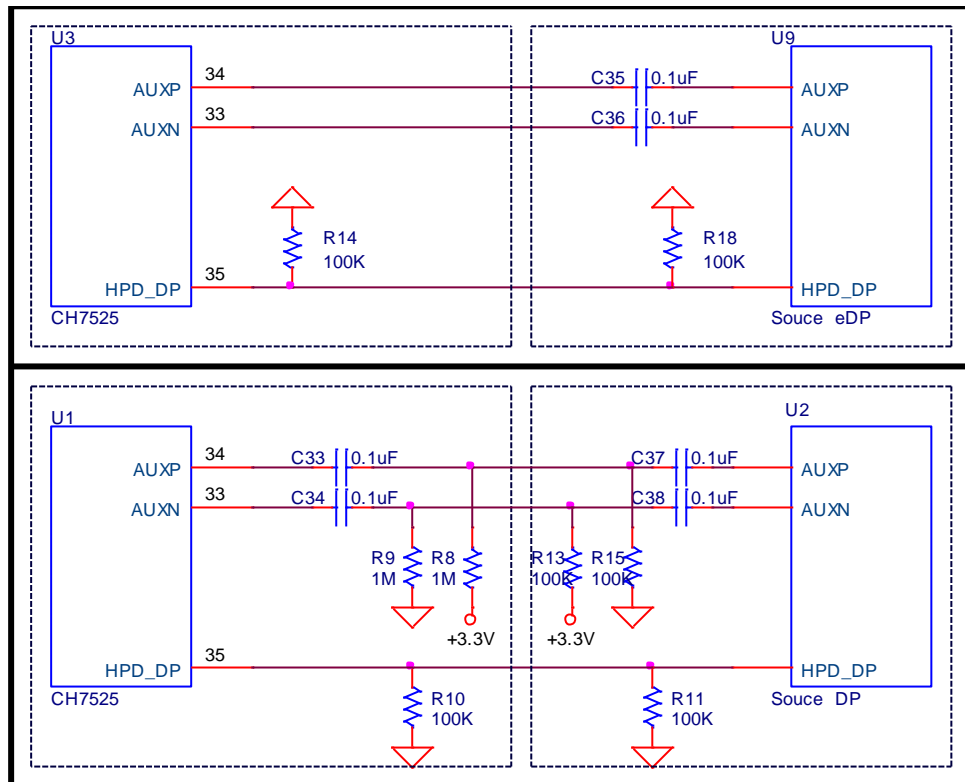 U3
U9
34
C35 0.1uF
AUXP
AUXP
33
C36 0.1uF
AUXN
AUXN
R14
100K
R18
100K
35
HPD_DP
HPD_DP
CH7525
Souce eDP
U1
U2
34
C33 0.1uF
C37 0.1uF
AUXP
AUXP
33
C34 0.1uF
C38 0.1uF
AUXN
AUXN
R9
1M
R8
1M
R13
100K
R15
100K
+3.3V
+3.3V
35
HPD_DP
HPD_DP
CH7525
Souce DP
R10
100K
R11
100K